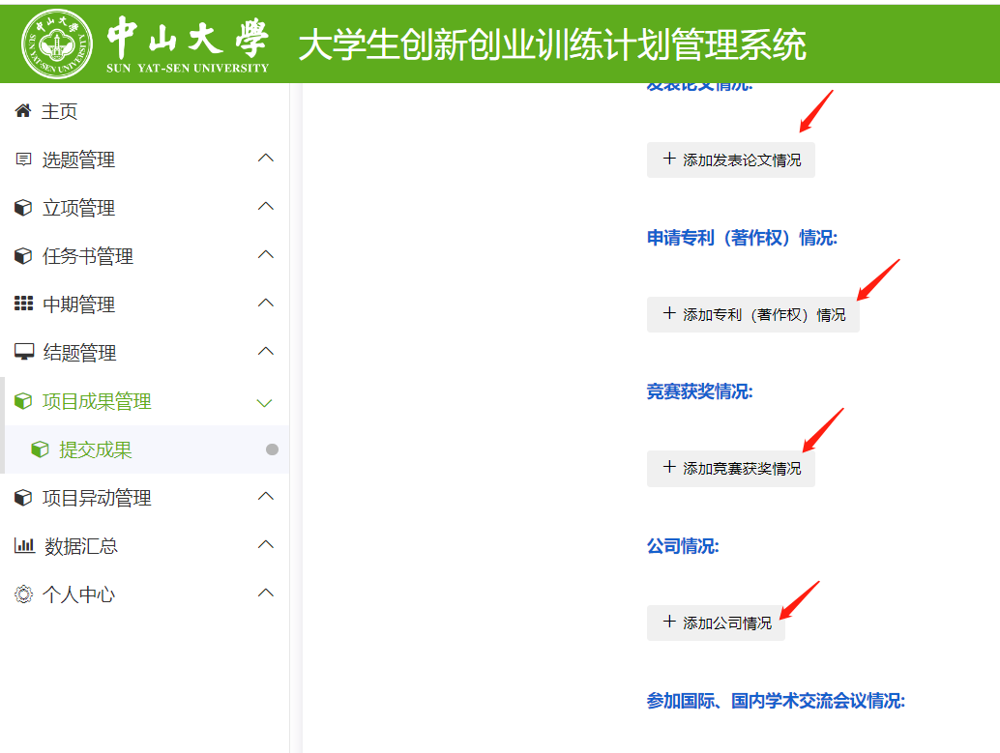 中山大學
SUN YAT-SEN UNIVERSITY
大学生创新创业训练计划管理系统
主页
选题管理
立项管理
任务书管理
中期管理
结题管理
项目成果管理
提交成果
项目异动管理
数据汇总
个人中心
发表论文情况:
+ 添加发表论文情况
申请专利（著作权）情况:
+ 添加专利（著作权）情况
竞赛获奖情况:
+ 添加竞赛获奖情况
公司情况:
+ 添加公司情况
参加国际、国内学术交流会议情况: